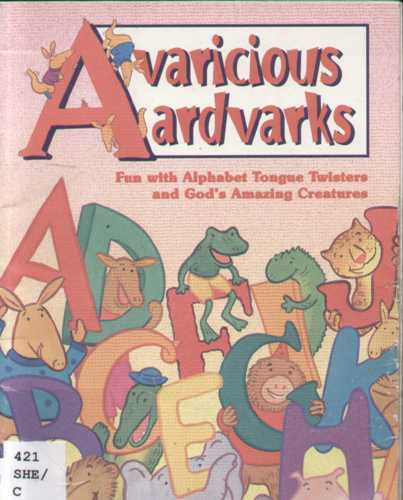 Avaricious
Aardvarks
Fun with Alphabet Tongue Twisters
and God's Amazing Creatures
A D F J
B C E G K
421
SHE/
C